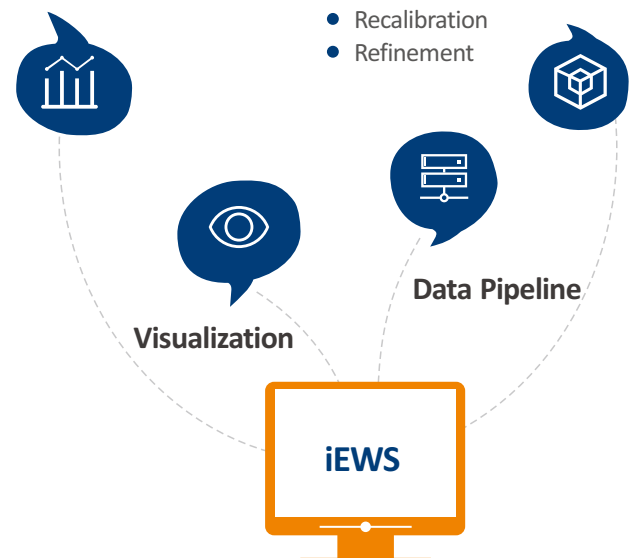 Recalibration
Refinement
Data Pipeline
Visualization
iEWS